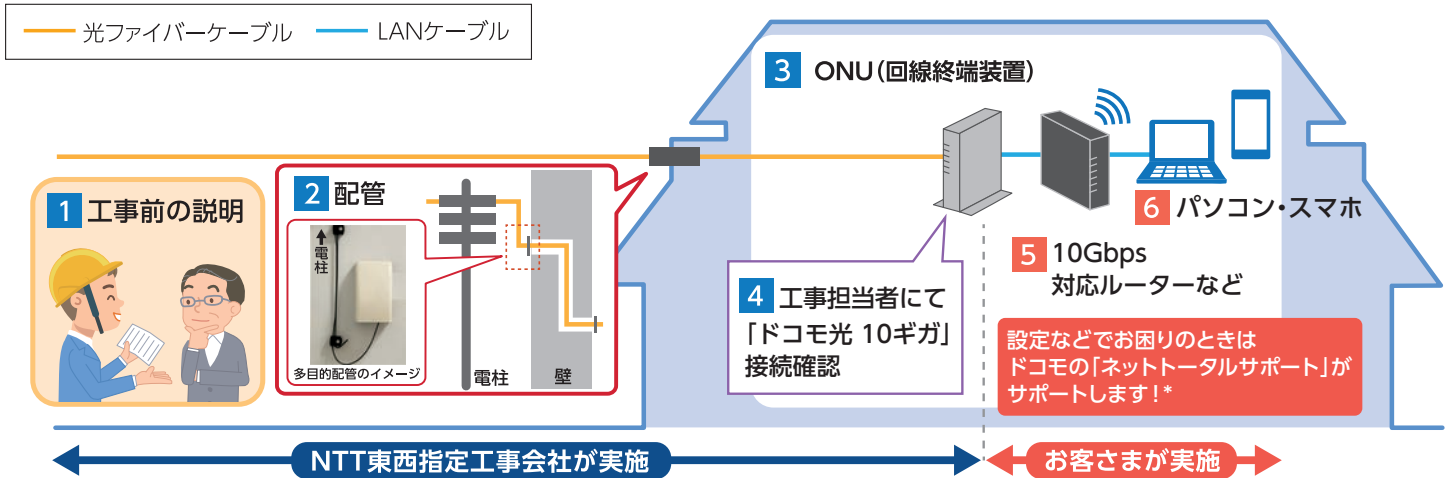 光ファイバーケーブル
LANケーブル
1 工事前の説明
2 配管
↑電柱
多目的配管のイメージ
電柱
壁
3 ONU(回線終端装置)
4 工事担当者にて
「ドコモ光 10ギガ」
接続確認
5 10Gbps
対応ルーターなど
6 パソコン・スマホ
設定などでお困りのときは
ドコモの「ネットトータルサポート」が
サポートします!*
NTT東西指定工事会社が実施
お客さまが実施